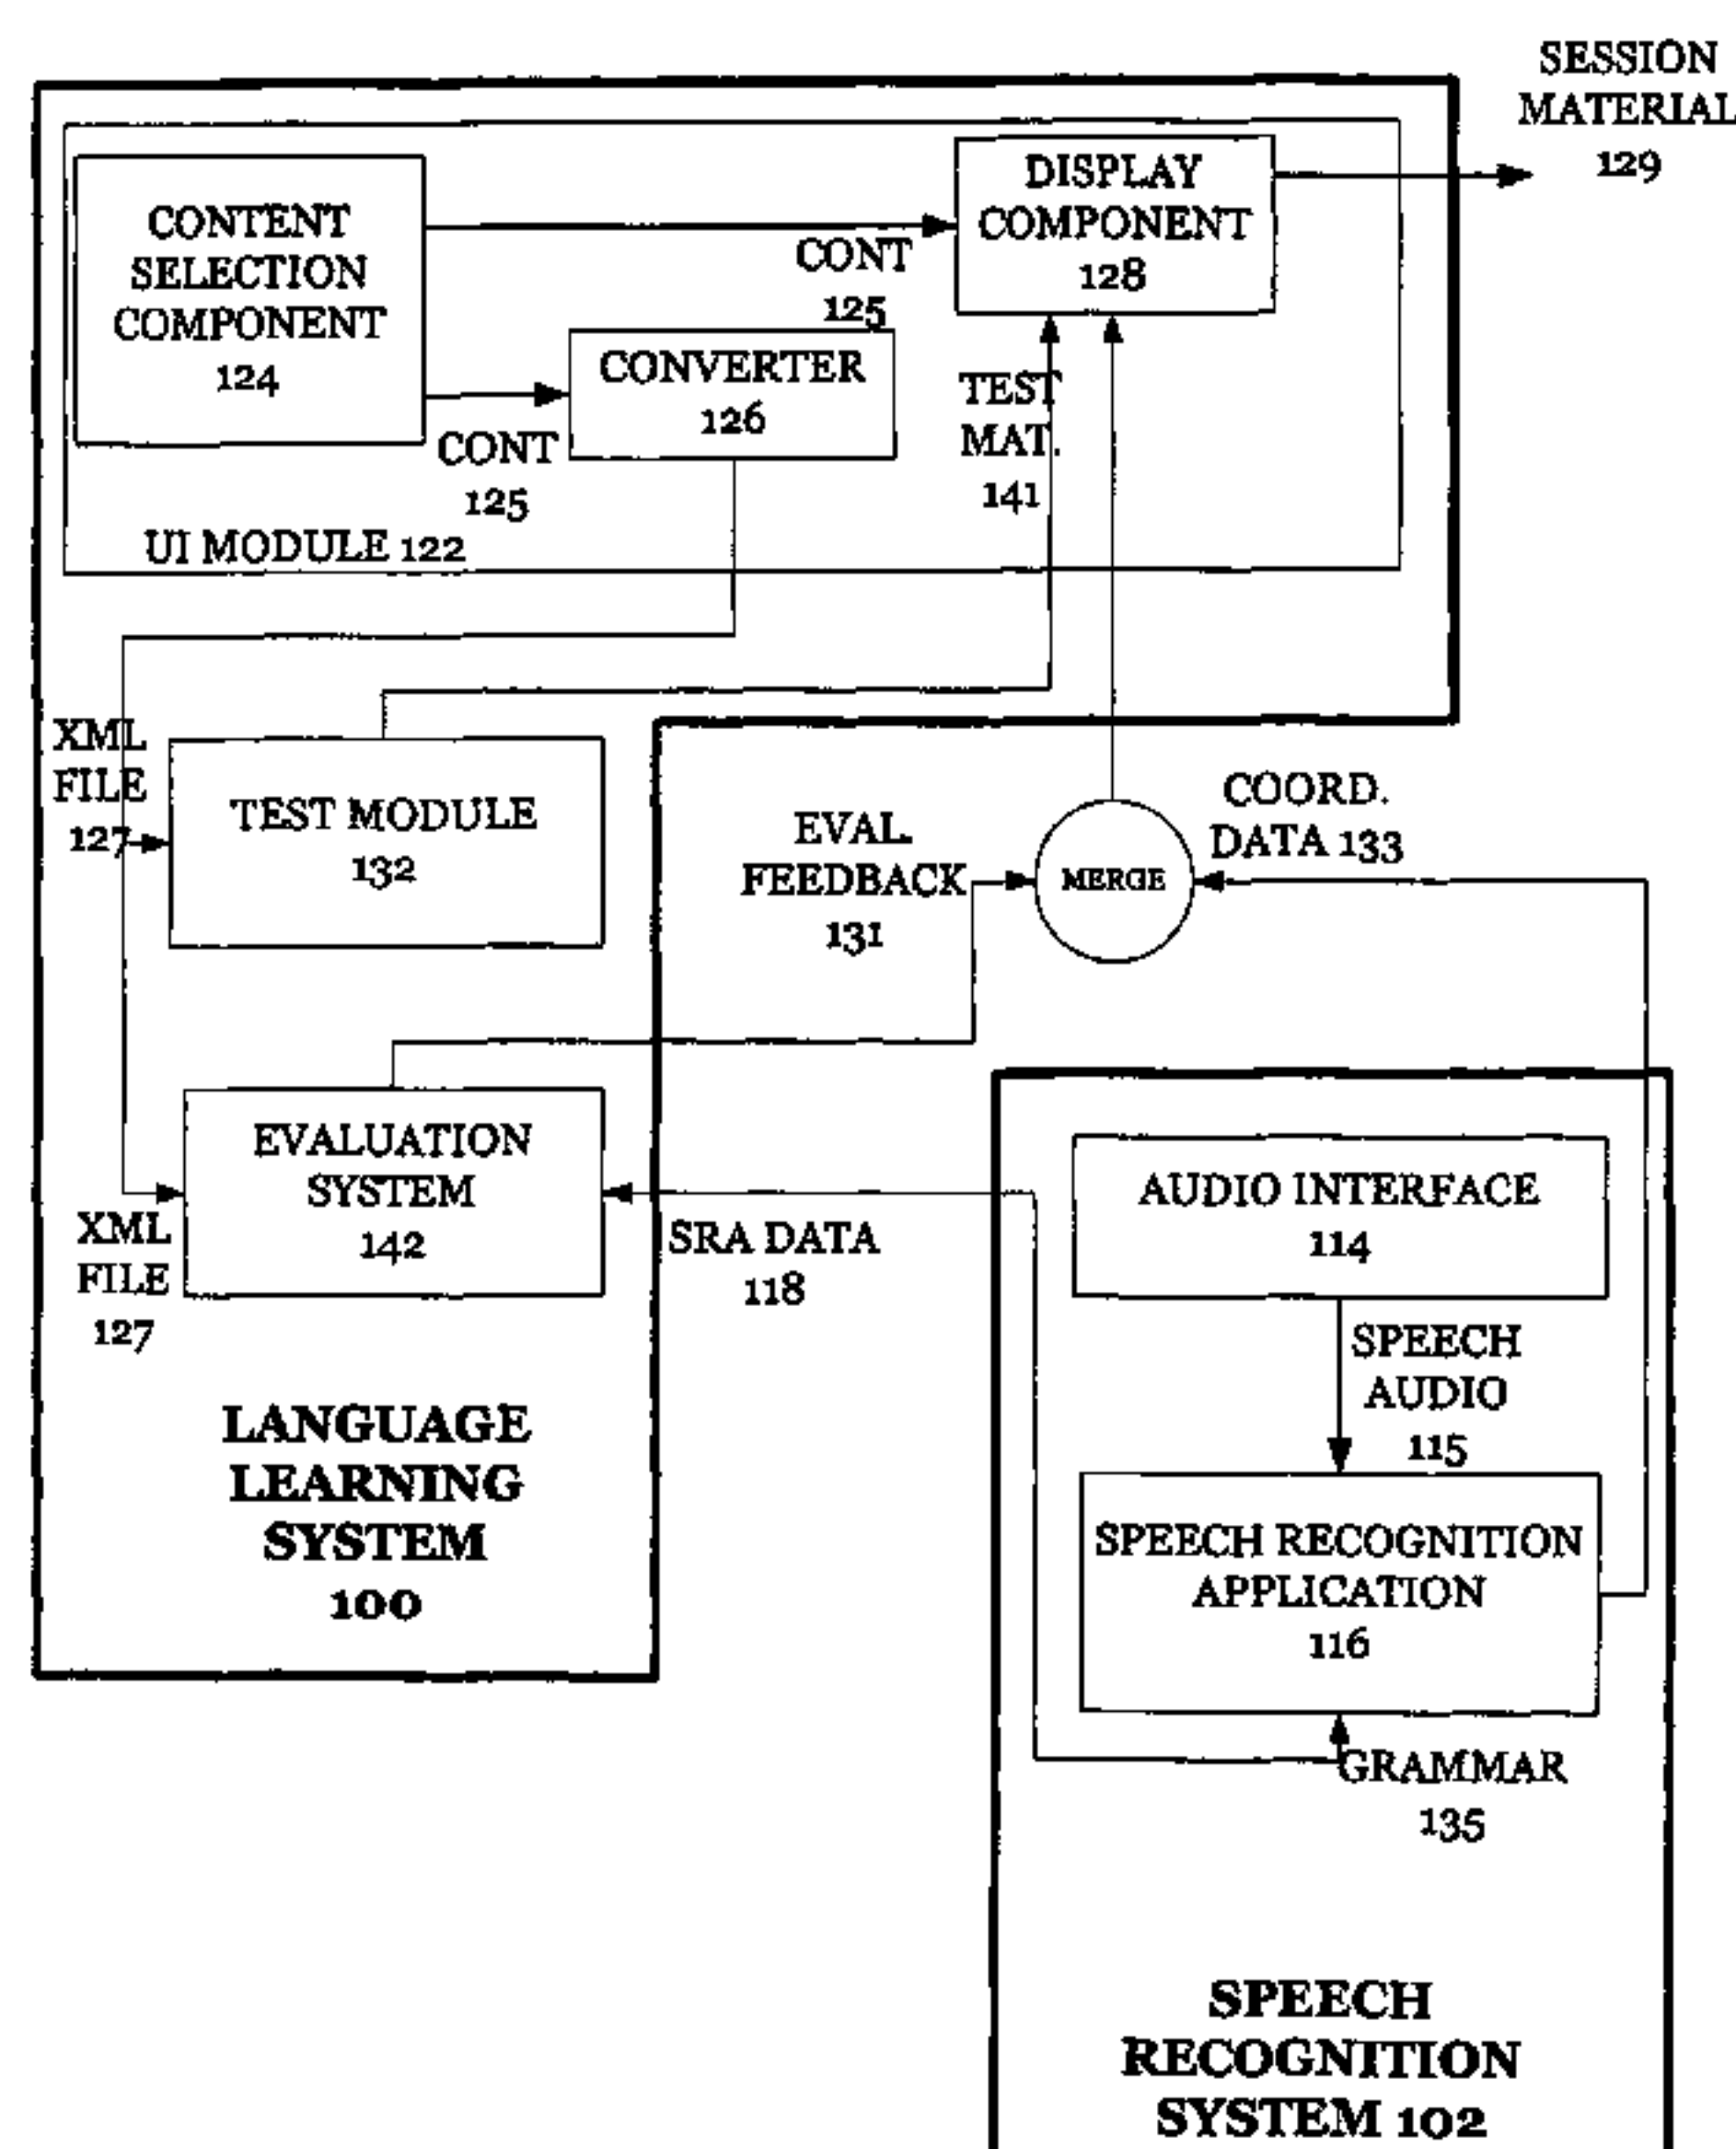 SESSION
MATERIAL
129
CONTENT
SELECTION
COMPONENT
124
CONT
125
DISPLAY
COMPONENT
128
CONVERTER
126
CONT
125
TEST
MAT.
141
UI MODULE 122
XML
FILE
127
TEST MODULE
132
EVAL.
FEEDBACK
131
MERGE
COORD.
DATA 133
EVALUATION
SYSTEM
142
XML
FILE
127
SRA DATA
118
AUDIO INTERFACE
114
SPEECH
AUDIO
115
SPEECH RECOGNITION
APPLICATION
116
GRAMMAR
135
LANGUAGE
LEARNING
SYSTEM
100
SPEECH
RECOGNITION
SYSTEM 102